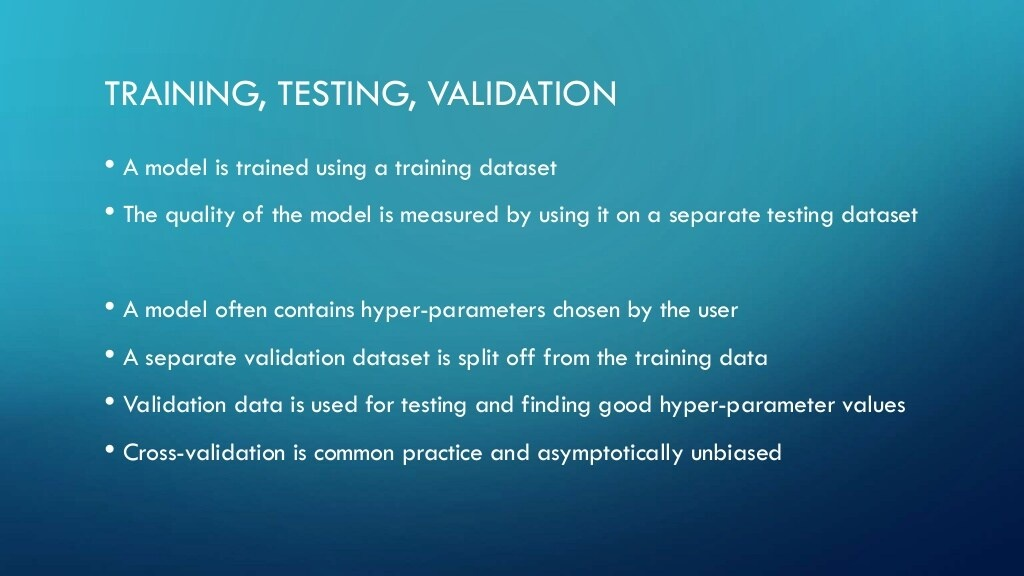 TRAINING, TESTING, VALIDATION
• A model is trained using a training dataset
• The quality of the model is measured by using it on a separate testing dataset
• A model often contains hyper-parameters chosen by the user
• A separate validation dataset is split off from the training data
• Validation data is used for testing and finding good hyper-parameter values
• Cross-validation is common practice and asymptotically unbiased